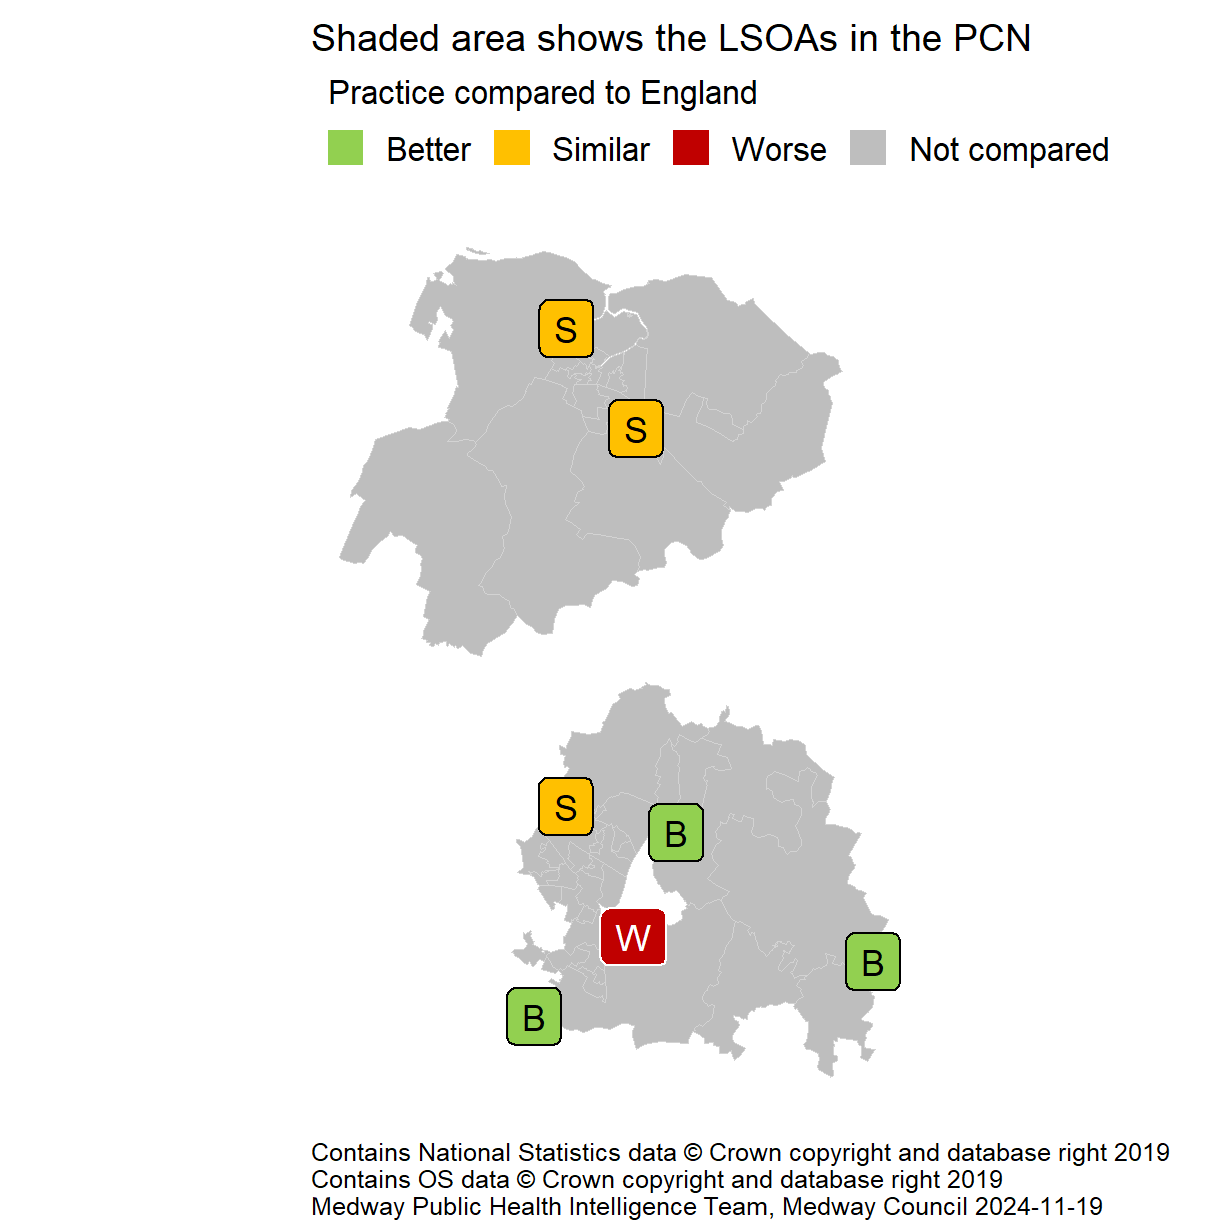 Shaded area shows the LSOAs in the PCN
Practice compared to England
Better Similar Worse Not compared
S
S
S
B
W
B
B
Contains National Statistics data © Crown copyright and database right 2019
Contains OS data © Crown copyright and database right 2019
Medway Public Health Intelligence Team, Medway Council 2024-11-19